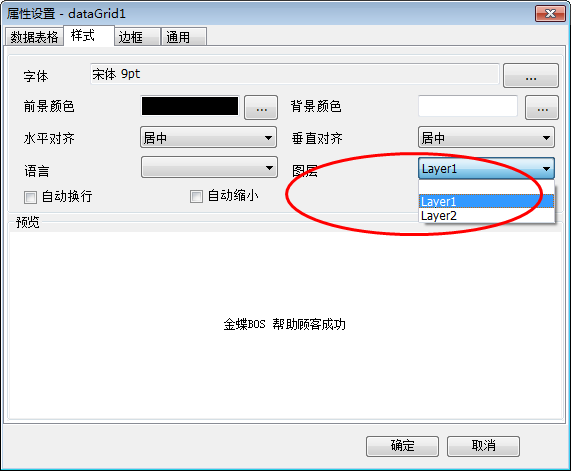 属性设置 - dataGrid1
数据表格 样式 边框 通用
字体 宋体 9pt ...
前景颜色 ... 背景颜色 ...
水平对齐 居中 垂直对齐 居中
语言 图层 Layer1
自动换行 自动缩小
Layer1
Layer2
预览
金蝶BOS 帮助顾客成功
确定 取消